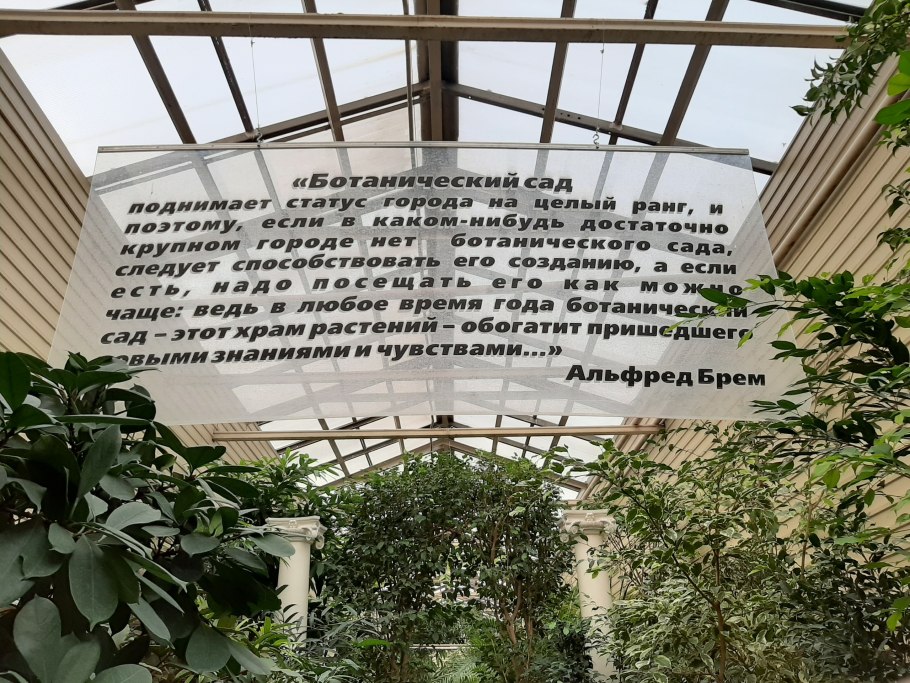 «Ботанический сад
поднимает статус города на целый ранг, и
поэтому, если в каком-нибудь достаточно
крупном городе нет ботанического сада,
следует способствовать его созданию, а если
есть, надо посещать его как можно
чаще: ведь в любое время года ботанический
сад – этот храм растений – обогатит пришедшего
новыми знаниями и чувствами...»
Альфред Брем